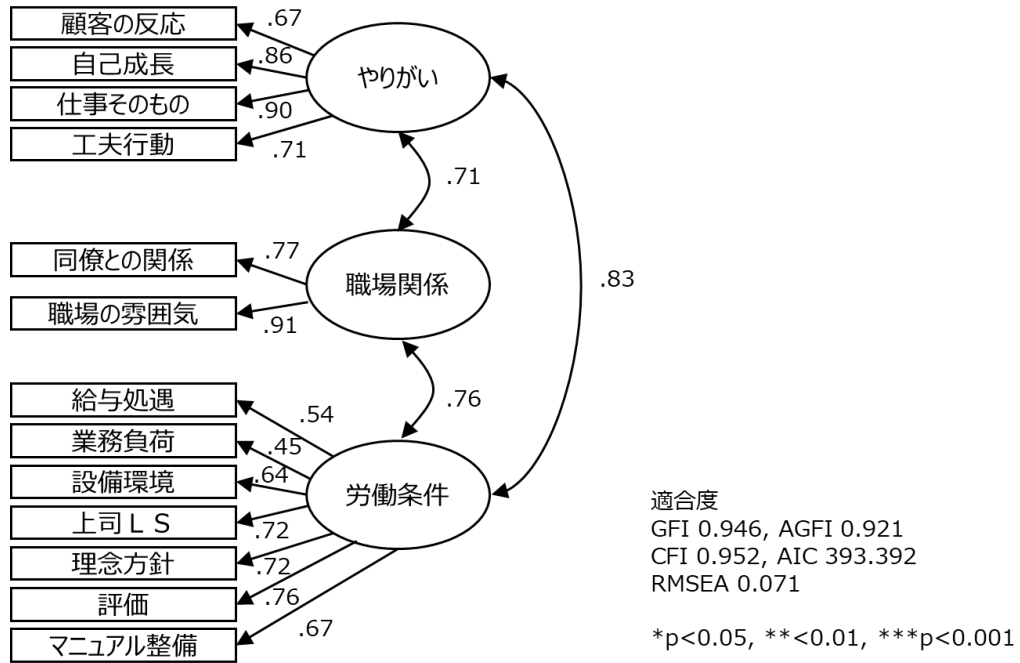 顧客の反応
.67
自己成長
.86
仕事そのもの
.90
工夫行動
.71
やりがい
.71
同僚との関係
.77
職場の雰囲気
.91
職場関係
.83
.76
給与処遇
.54
業務負荷
.45
設備環境
.64
上司ＬＳ
.72
理念方針
.72
評価
.76
マニュアル整備
.67
労働条件
適合度
GFI 0.946, AGFI 0.921
CFI 0.952, AIC 393.392
RMSEA 0.071
*p<0.05, **<0.01, ***p<0.001